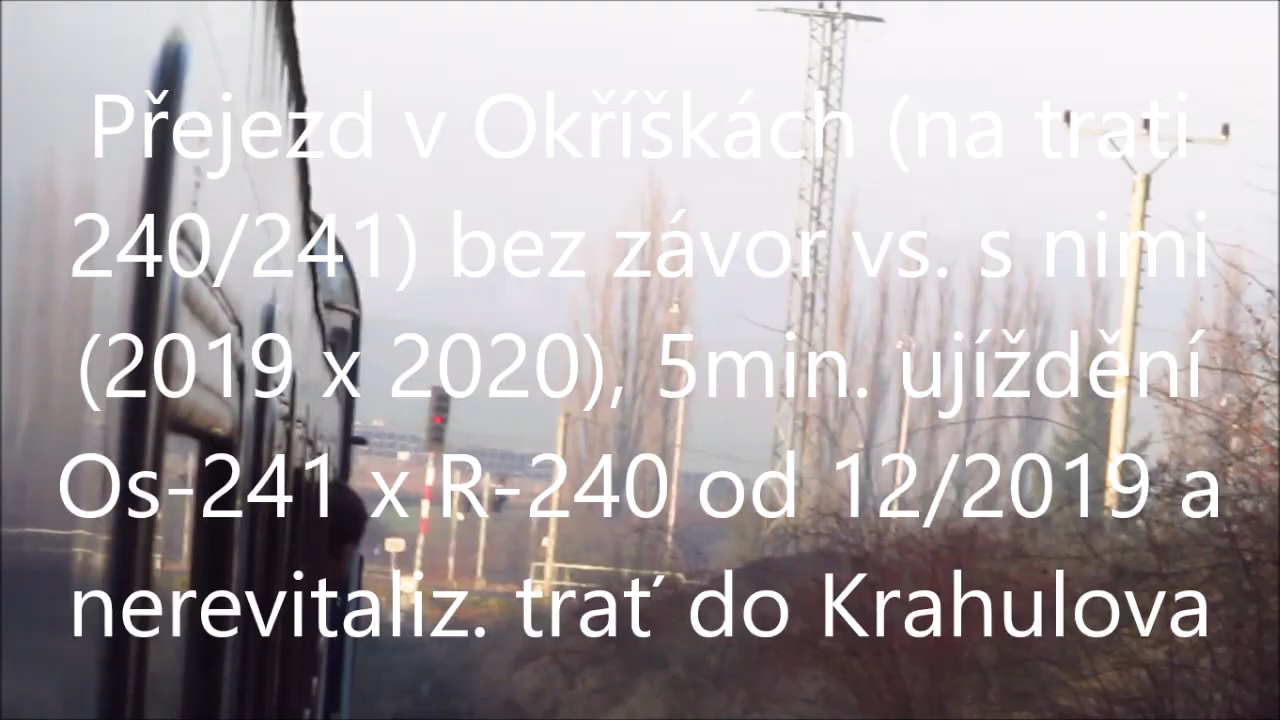 Přejezd v Okříškách (na trati
240/241) bez závor vs. s nimi
(2019 x 2020), 5min. ujíždění
Os-241 x R-240 od 12/2019 a
nerevitaliz. trať do Krahulova